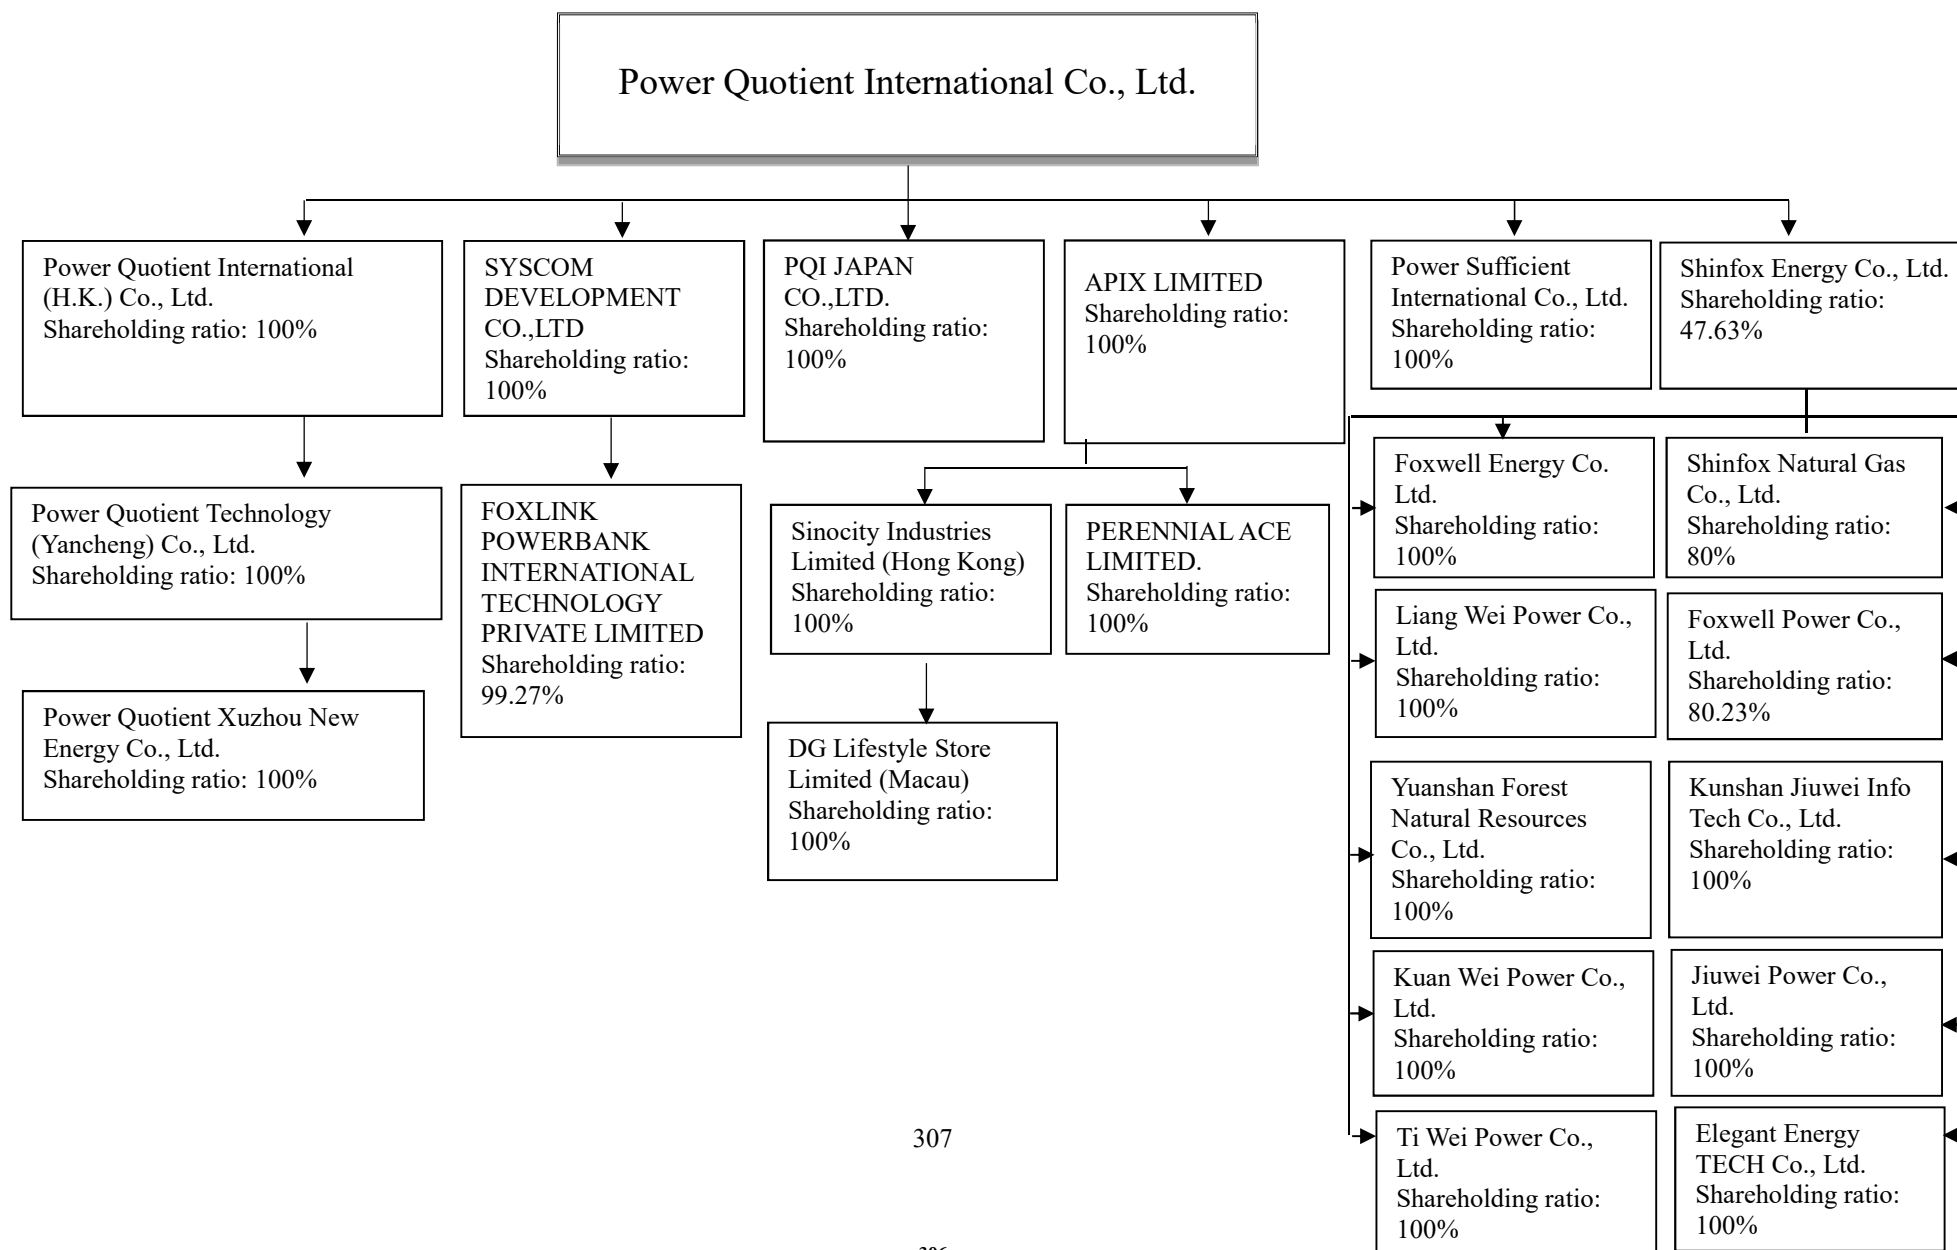 Power Quotient International Co., Ltd.
Power Quotient International
(H.K.) Co., Ltd.
Shareholding ratio: 100%
SYSCOM
DEVELOPMENT
CO.,LTD
Shareholding ratio:
100%
PQI JAPAN
CO.,LTD.
Shareholding ratio:
100%
APIX LIMITED
Shareholding ratio:
100%
Power Sufficient
International Co., Ltd.
Shareholding ratio:
100%
Shinfox Energy Co., Ltd.
Shareholding ratio:
47.63%
Power Quotient Technology
(Yancheng) Co., Ltd.
Shareholding ratio: 100%
FOXLINK
POWERBANK
INTERNATIONAL
TECHNOLOGY
PRIVATE LIMITED
Shareholding ratio:
99.27%
Sinocity Industries
Limited (Hong Kong)
Shareholding ratio:
100%
PERENNIAL ACE
LIMITED.
Shareholding ratio:
100%
Foxwell Energy Co.
Ltd.
Shareholding ratio:
100%
Shinfox Natural Gas
Co., Ltd.
Shareholding ratio:
80%
Liang Wei Power Co.,
Ltd.
Shareholding ratio:
100%
Foxwell Power Co.,
Ltd.
Shareholding ratio:
80.23%
Power Quotient Xuzhou New
Energy Co., Ltd.
Shareholding ratio: 100%
DG Lifestyle Store
Limited (Macau)
Shareholding ratio:
100%
Yuanshan Forest
Natural Resources
Co., Ltd.
Shareholding ratio:
100%
Kunshan Jiuwei Info
Tech Co., Ltd.
Shareholding ratio:
100%
Kuan Wei Power Co.,
Ltd.
Shareholding ratio:
100%
Jiuwei Power Co.,
Ltd.
Shareholding ratio:
100%
Ti Wei Power Co.,
Ltd.
Shareholding ratio:
100%
Elegant Energy
TECH Co., Ltd.
Shareholding ratio:
100%
307